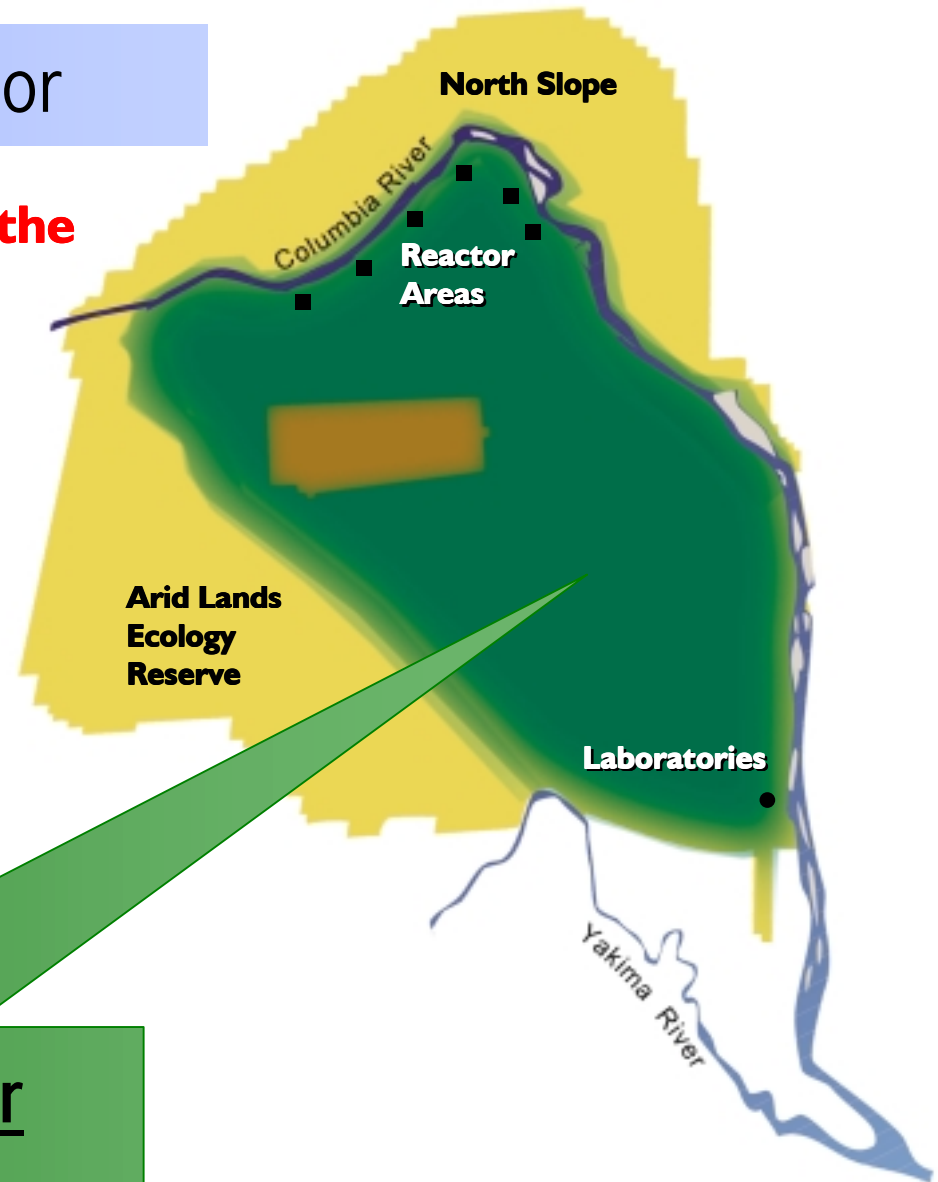 or
the
North Slope
Columbia River
Reactor
Areas
Arid Lands
Ecology
Reserve
Laboratories
Yakima River
r